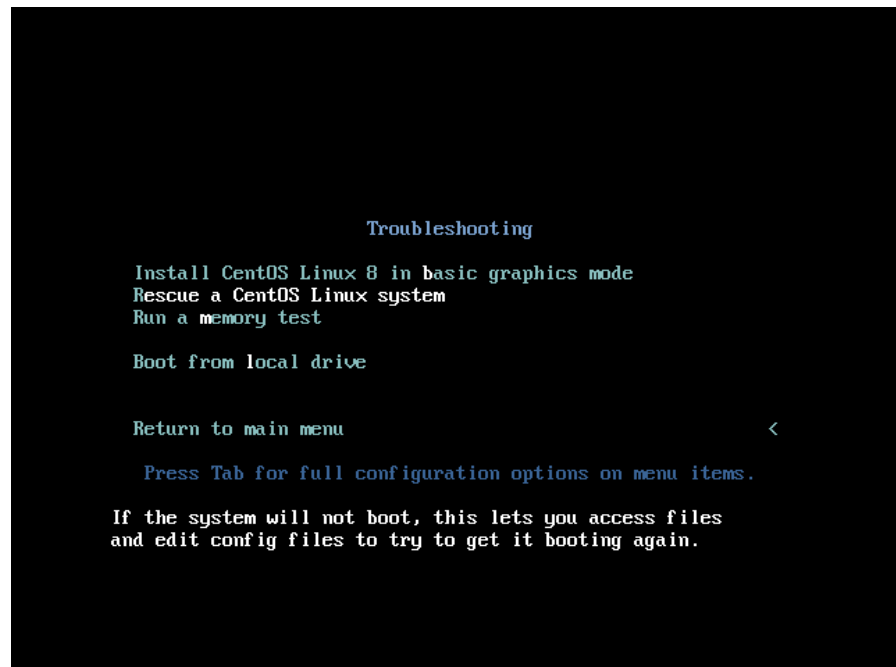 Troubleshooting
Install CentOS Linux 8 in basic graphics mode
Rescue a CentOS Linux system
Run a memory test
Boot from local drive
Return to main menu <
Press Tab for full configuration options on menu items.
If the system will not boot, this lets you access files
and edit config files to try to get it booting again.